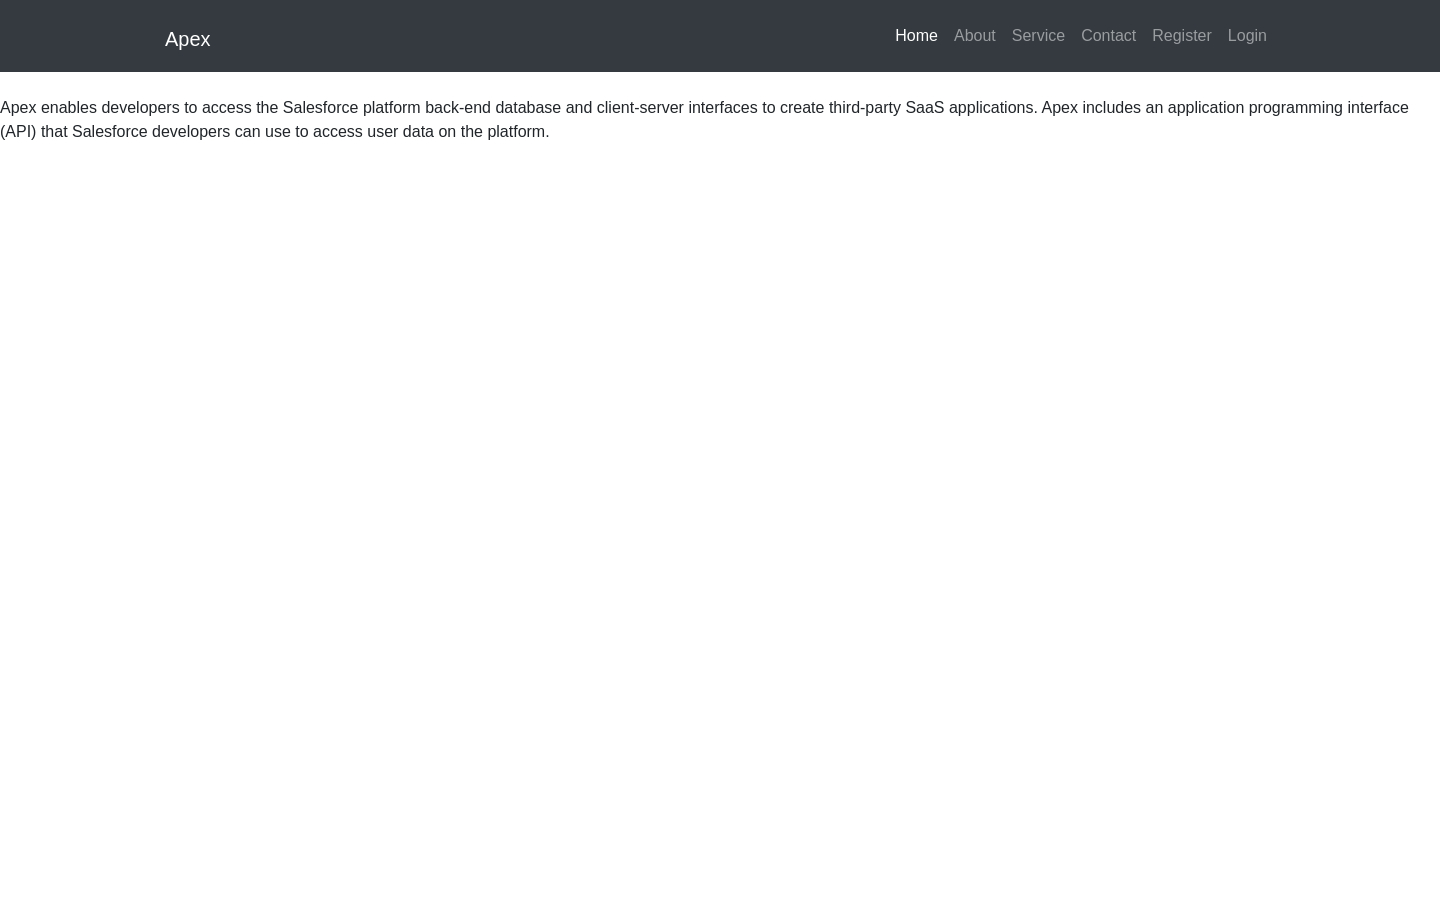 Apex
Home About Service Contact Register Login
Apex enables developers to access the Salesforce platform back-end database and client-server interfaces to create third-party SaaS applications. Apex includes an application programming interface
(API) that Salesforce developers can use to access user data on the platform.